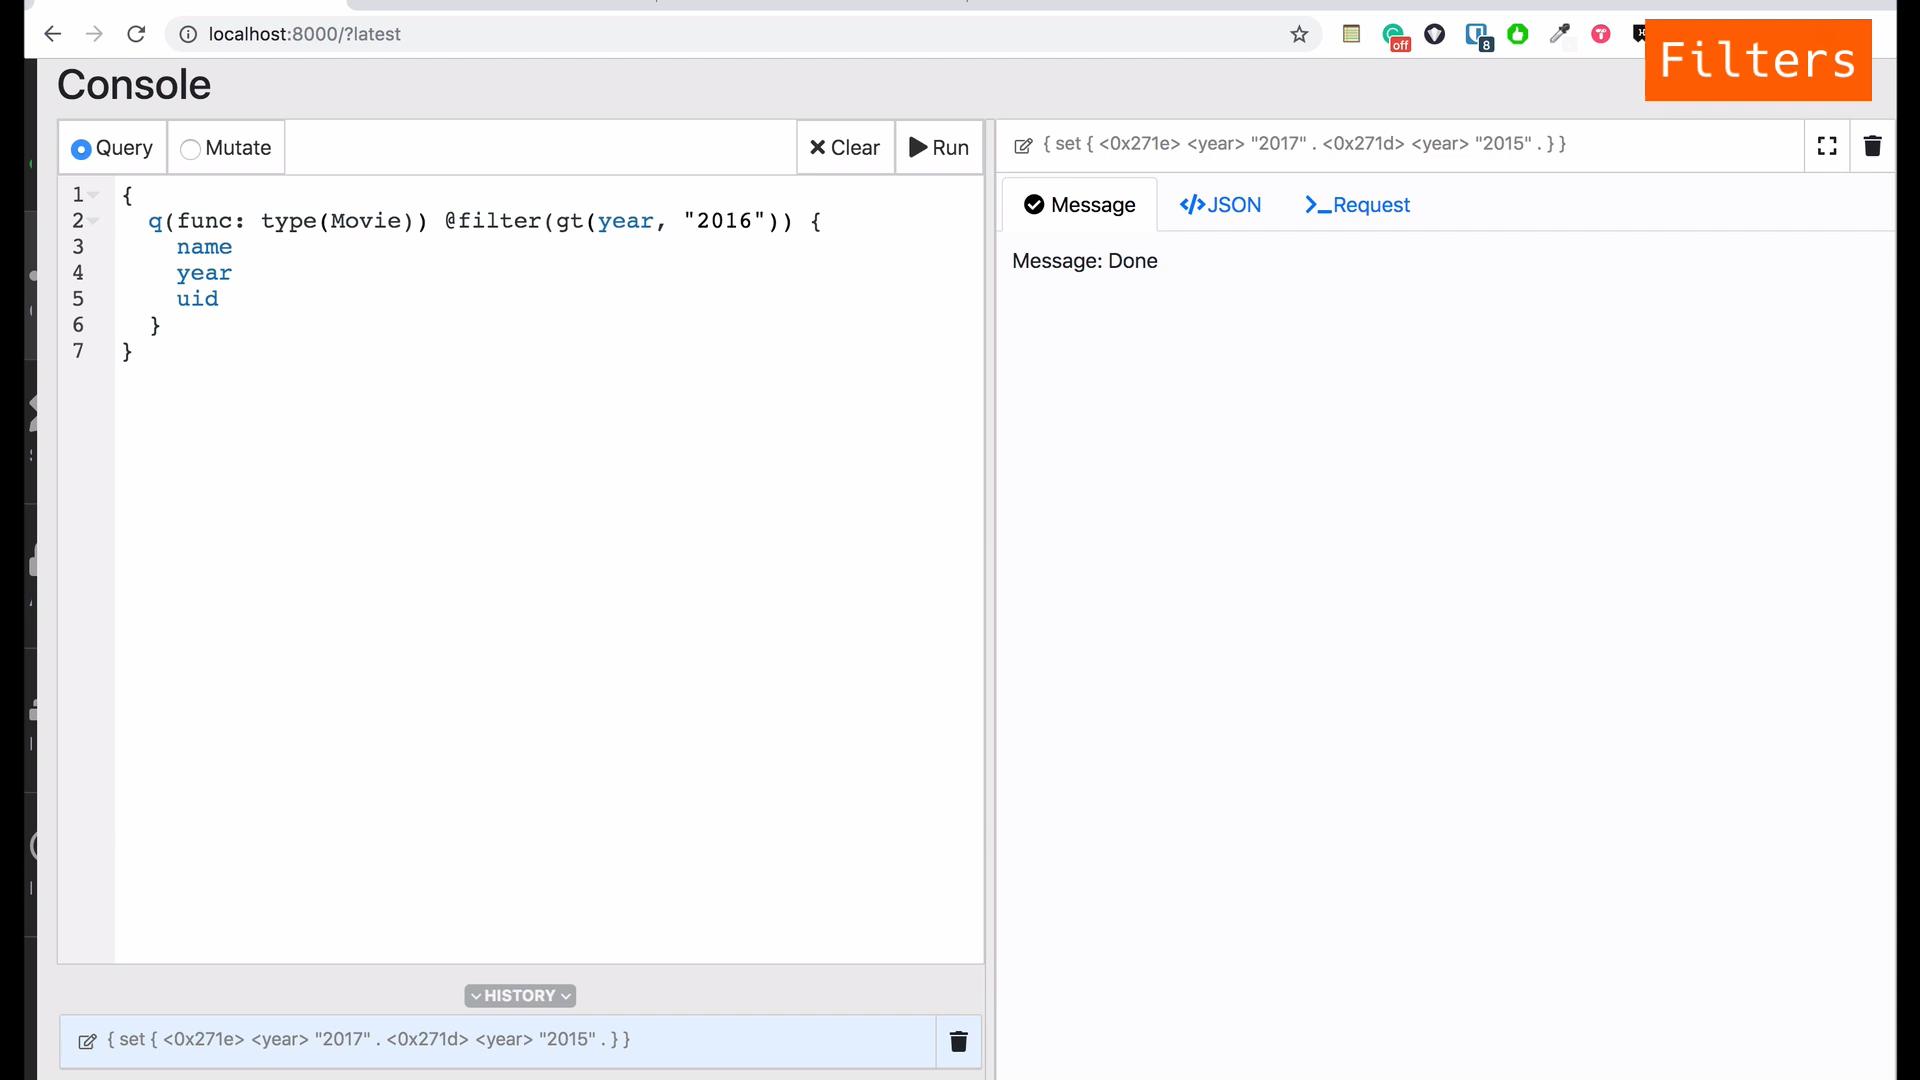 localhost:8000/?latest
off
8
Filters
Console
Query
Mutate
Clear
Run
1 {
2 q(func: type(Movie)) @filter(gt(year, "2016")) {
3 name
4 year
5 uid
6 }
7 }
{ set { <0x271e> <year> "2017" . <0x271d> <year> "2015" . } }
Message
</>JSON
>_Request
Message: Done
HISTORY
{ set { <0x271e> <year> "2017" . <0x271d> <year> "2015" . } }